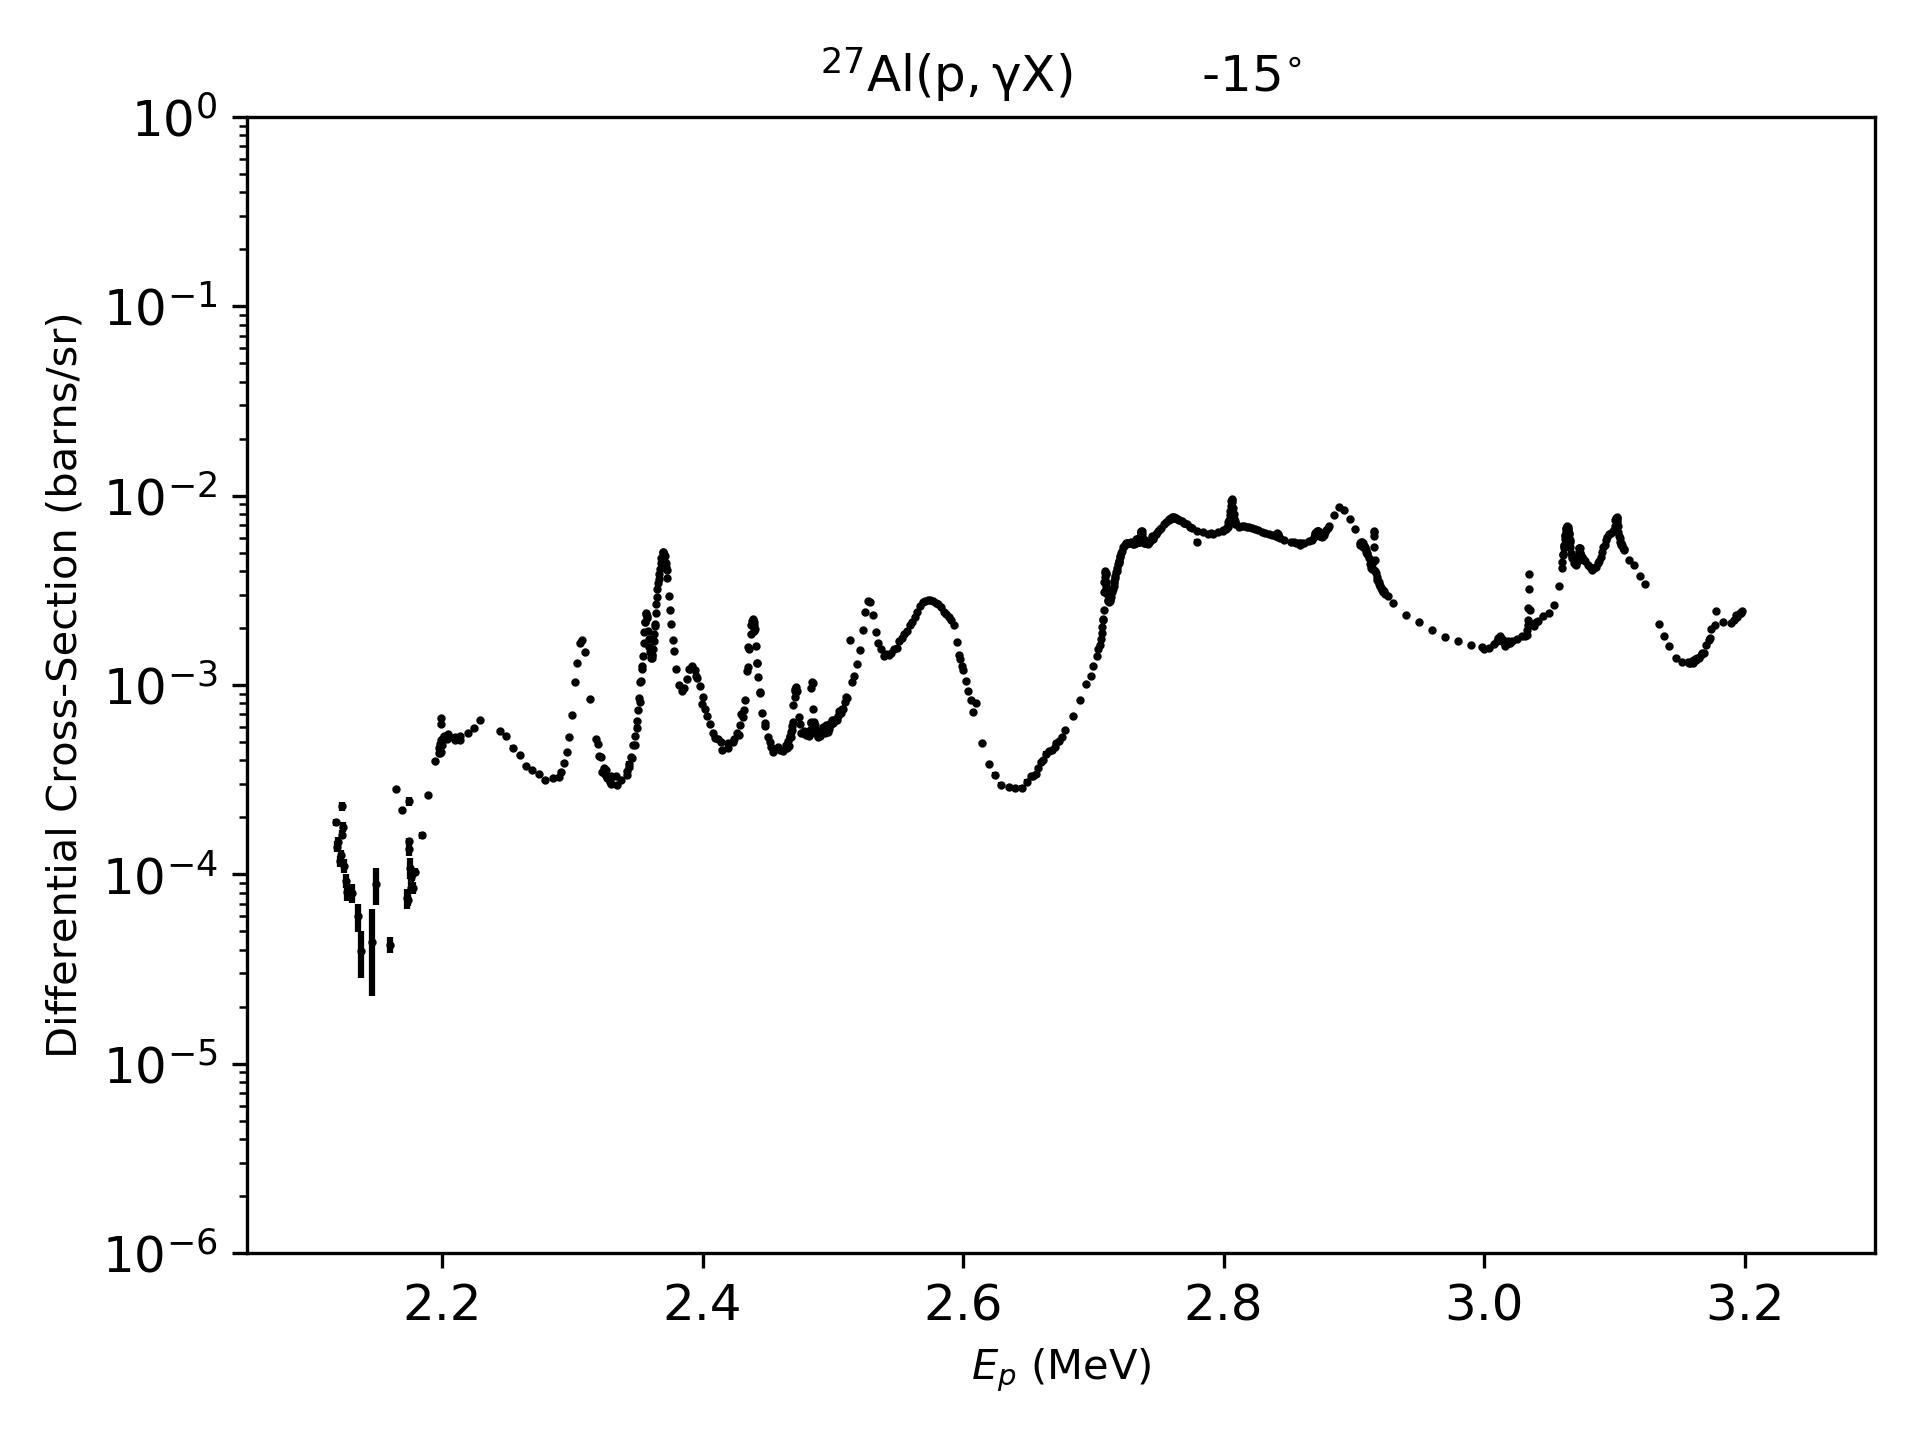 ²⁷Al(p, γX) -15°
10⁰
10⁻¹
10⁻²
10⁻³
10⁻⁴
10⁻⁵
10⁻⁶
Differential Cross-Section (barns/sr)
2.2 2.4 2.6 2.8 3.0 3.2
Eₚ (MeV)